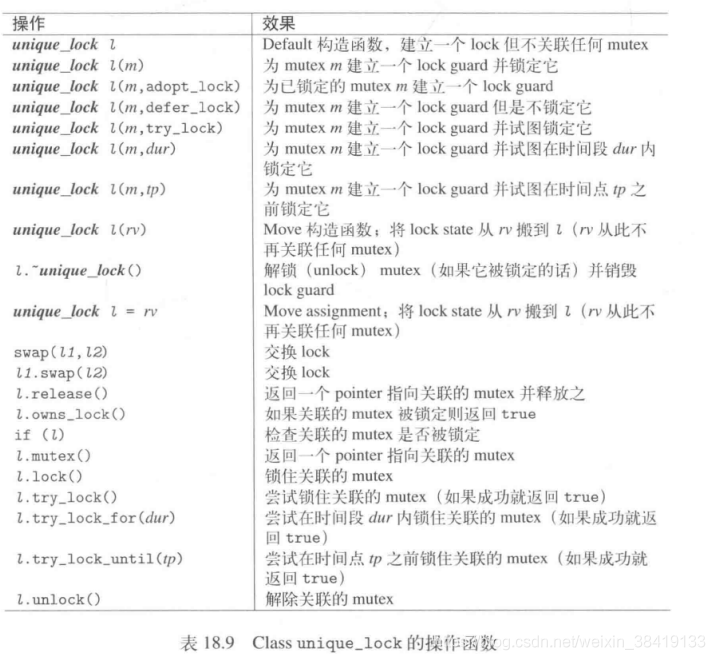 操作 效果
unique_lock l Default 构造函数，建立一个 lock 但不关联任何 mutex
unique_lock l(m) 为 mutex m 建立一个 lock guard 并锁定它
unique_lock l(m,adopt_lock) 为已锁定的 mutex m 建立一个 lock guard
unique_lock l(m,defer_lock) 为 mutex m 建立一个 lock guard 但是不锁定它
unique_lock l(m,try_lock) 为 mutex m 建立一个 lock guard 并试图锁定它
unique_lock l(m,dur) 为 mutex m 建立一个 lock guard 并试图在时间段 dur 内
锁定它
unique_lock l(m,tp) 为 mutex m 建立一个 lock guard 并试图在时间点 tp 之
前锁定它
unique_lock l(rv) Move 构造函数；将 lock state 从 rv 搬到 l（rv 从此不
再关联任何 mutex）
l.~unique_lock() 解锁（unlock） mutex（如果它被锁定的话）并销毁
lock guard
unique_lock l = rv Move assignment；将 lock state 从 rv 搬到 l（rv 从此不
再关联任何 mutex）
swap(l1,l2) 交换 lock
l1.swap(l2) 交换 lock
l.release() 返回一个 pointer 指向关联的 mutex 并释放之
l.owns_lock() 如果关联的 mutex 被锁定则返回 true
if (l) 检查关联的 mutex 是否被锁定
l.mutex() 返回一个 pointer 指向关联的 mutex
l.lock() 锁住关联的 mutex
l.try_lock() 尝试锁住关联的 mutex（如果成功就返回 true）
l.try_lock_for(dur) 尝试在时间段 dur 内锁住关联的 mutex（如果成功就返
回 true）
l.try_lock_until(tp) 尝试在时间点 tp 之前锁住关联的 mutex（如果成功就
返回 true）
l.unlock() 解除关联的 mutex
表 18.9 Class unique_lock 的操作函数
og.csdn.net/weixin_38419133